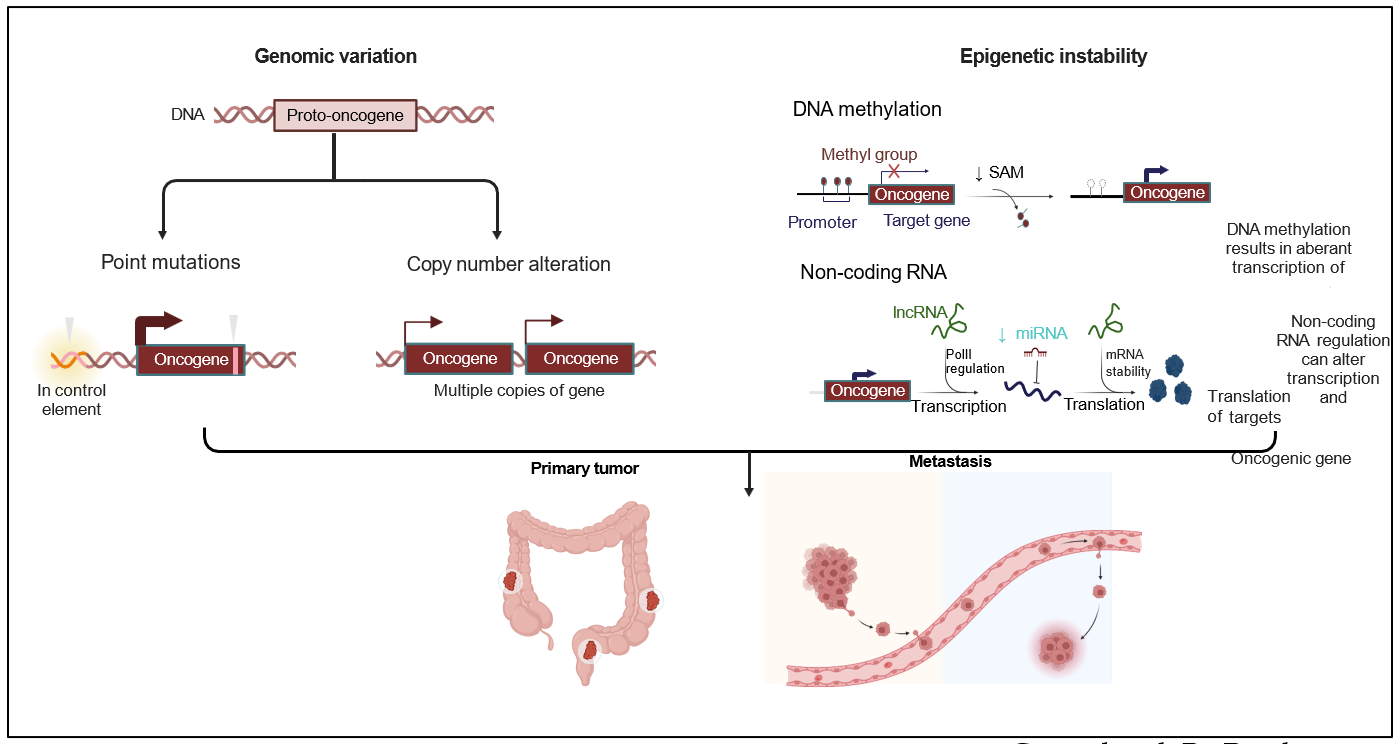 Genomic variation
DNA
Proto-oncogene
Point mutations
Copy number alteration
Oncogene
In control
element
Oncogene
Oncogene
Multiple copies of gene
Epigenetic instability
DNA methylation
Methyl group
↓ SAM
Oncogene
Oncogene
Promoter
Target gene
DNA methylation
results in aberant
transcription of
Non-coding RNA
lncRNA
↓ miRNA
PolII
regulation
mRNA
stability
Oncogene
Transcription
Translation
Non-coding
RNA regulation
can alter
transcription
and
Translation
of targets
Oncogenic gene
Primary tumor
Metastasis